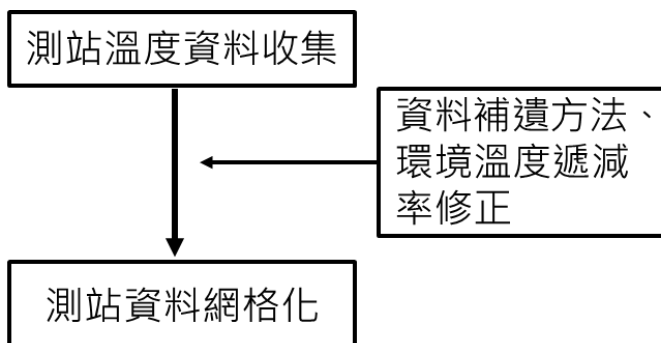 測站溫度資料收集
資料補遺方法、
環境溫度遞減
率修正
測站資料網格化